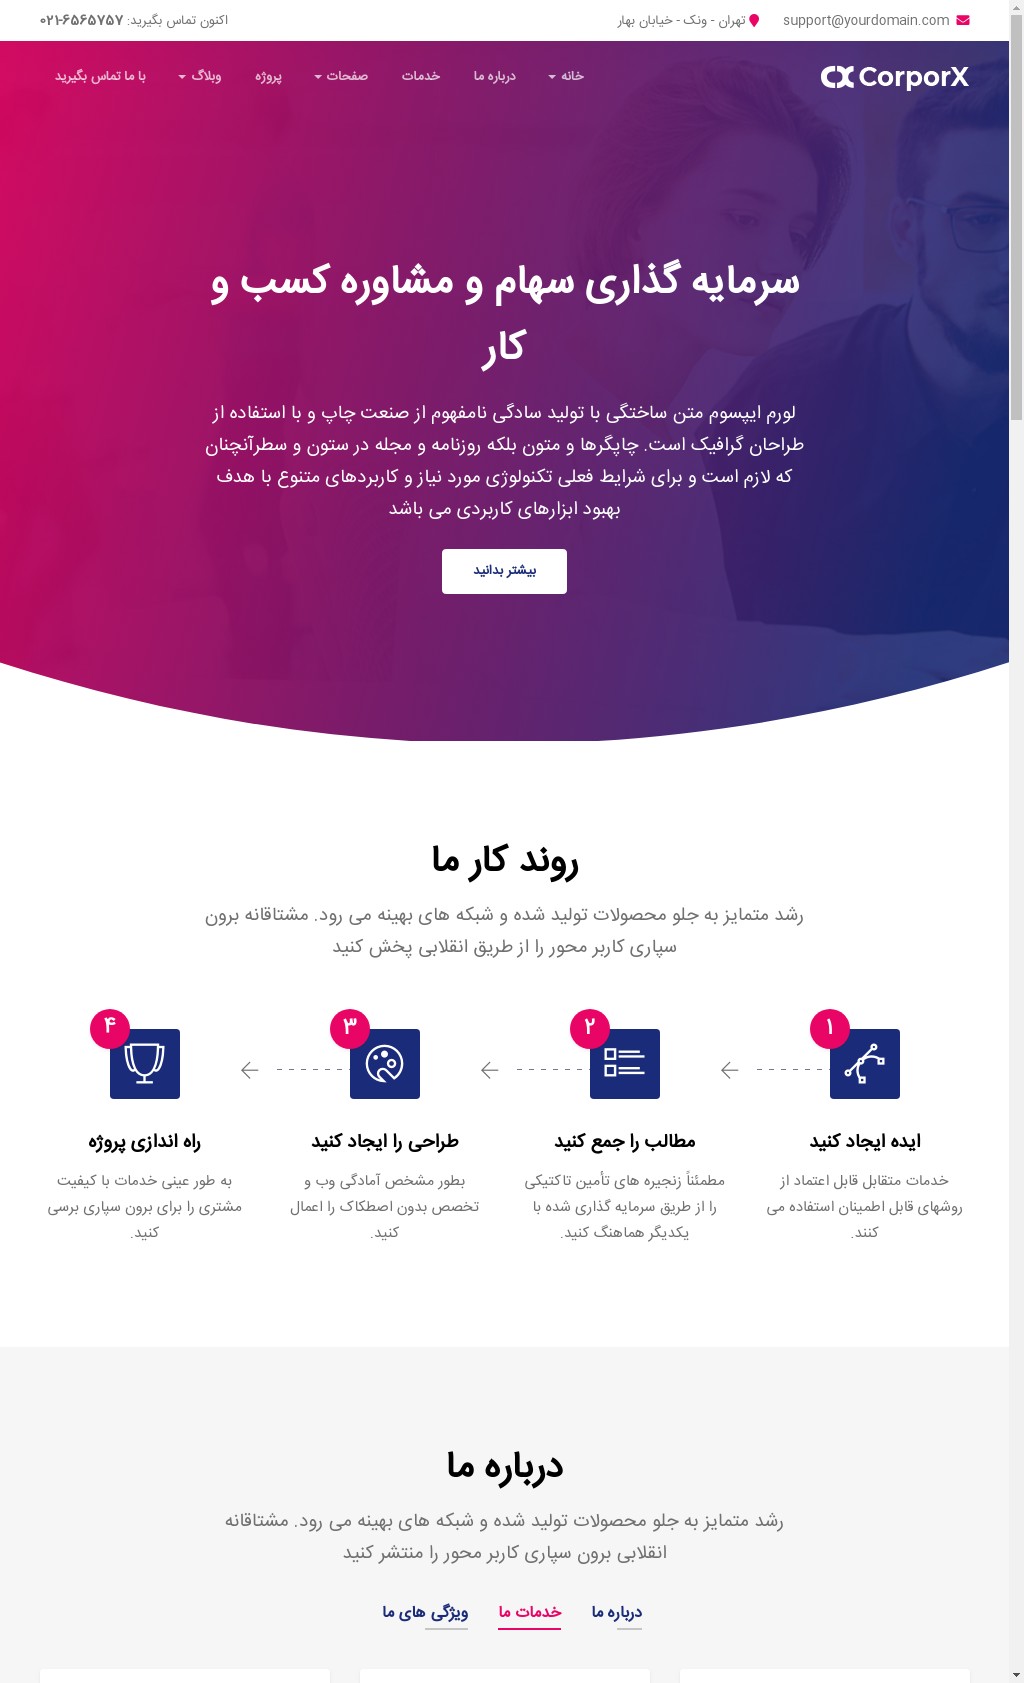 support@yourdomain.com
تهران - ونک - خیابان بهار
اکنون تماس بگیرید: ۰۲۱-۶۵۶۵۷۵۷
CorporX
خانه
درباره ما
خدمات
صفحات
پروژه
وبلاگ
با ما تماس بگیرید
سرمایه گذاری سهام و مشاوره کسب و
کار
لورم ایپسوم متن ساختگی با تولید سادگی نامفهوم از صنعت چاپ و با استفاده از
طراحان گرافیک است. چاپگرها و متون بلکه روزنامه و مجله در ستون و سطرآنچنان
که لازم است و برای شرایط فعلی تکنولوژی مورد نیاز و کاربردهای متنوع با هدف
بهبود ابزارهای کاربردی می باشد
بیشتر بدانید
روند کار ما
رشد متمایز به جلو محصولات تولید شده و شبکه های بهینه می رود. مشتاقانه برون
سپاری کاربر محور را از طریق انقلابی پخش کنید
۱
ایده ایجاد کنید
خدمات متقابل قابل اعتماد از
روشهای قابل اطمینان استفاده می
کنند.
۲
مطالب را جمع کنید
مطمئناً زنجیره های تأمین تاکتیکی
را از طریق سرمایه گذاری شده با
یکدیگر هماهنگ کنید.
۳
طراحی را ایجاد کنید
بطور مشخص آمادگی وب و
تخصص بدون اصطکاک را اعمال
کنید.
۴
راه اندازی پروژه
به طور عینی خدمات با کیفیت
مشتری را برای برون سپاری برسی
کنید.
درباره ما
رشد متمایز به جلو محصولات تولید شده و شبکه های بهینه می رود. مشتاقانه
انقلابی برون سپاری کاربر محور را منتشر کنید
درباره ما
خدمات ما
ویژگی های ما